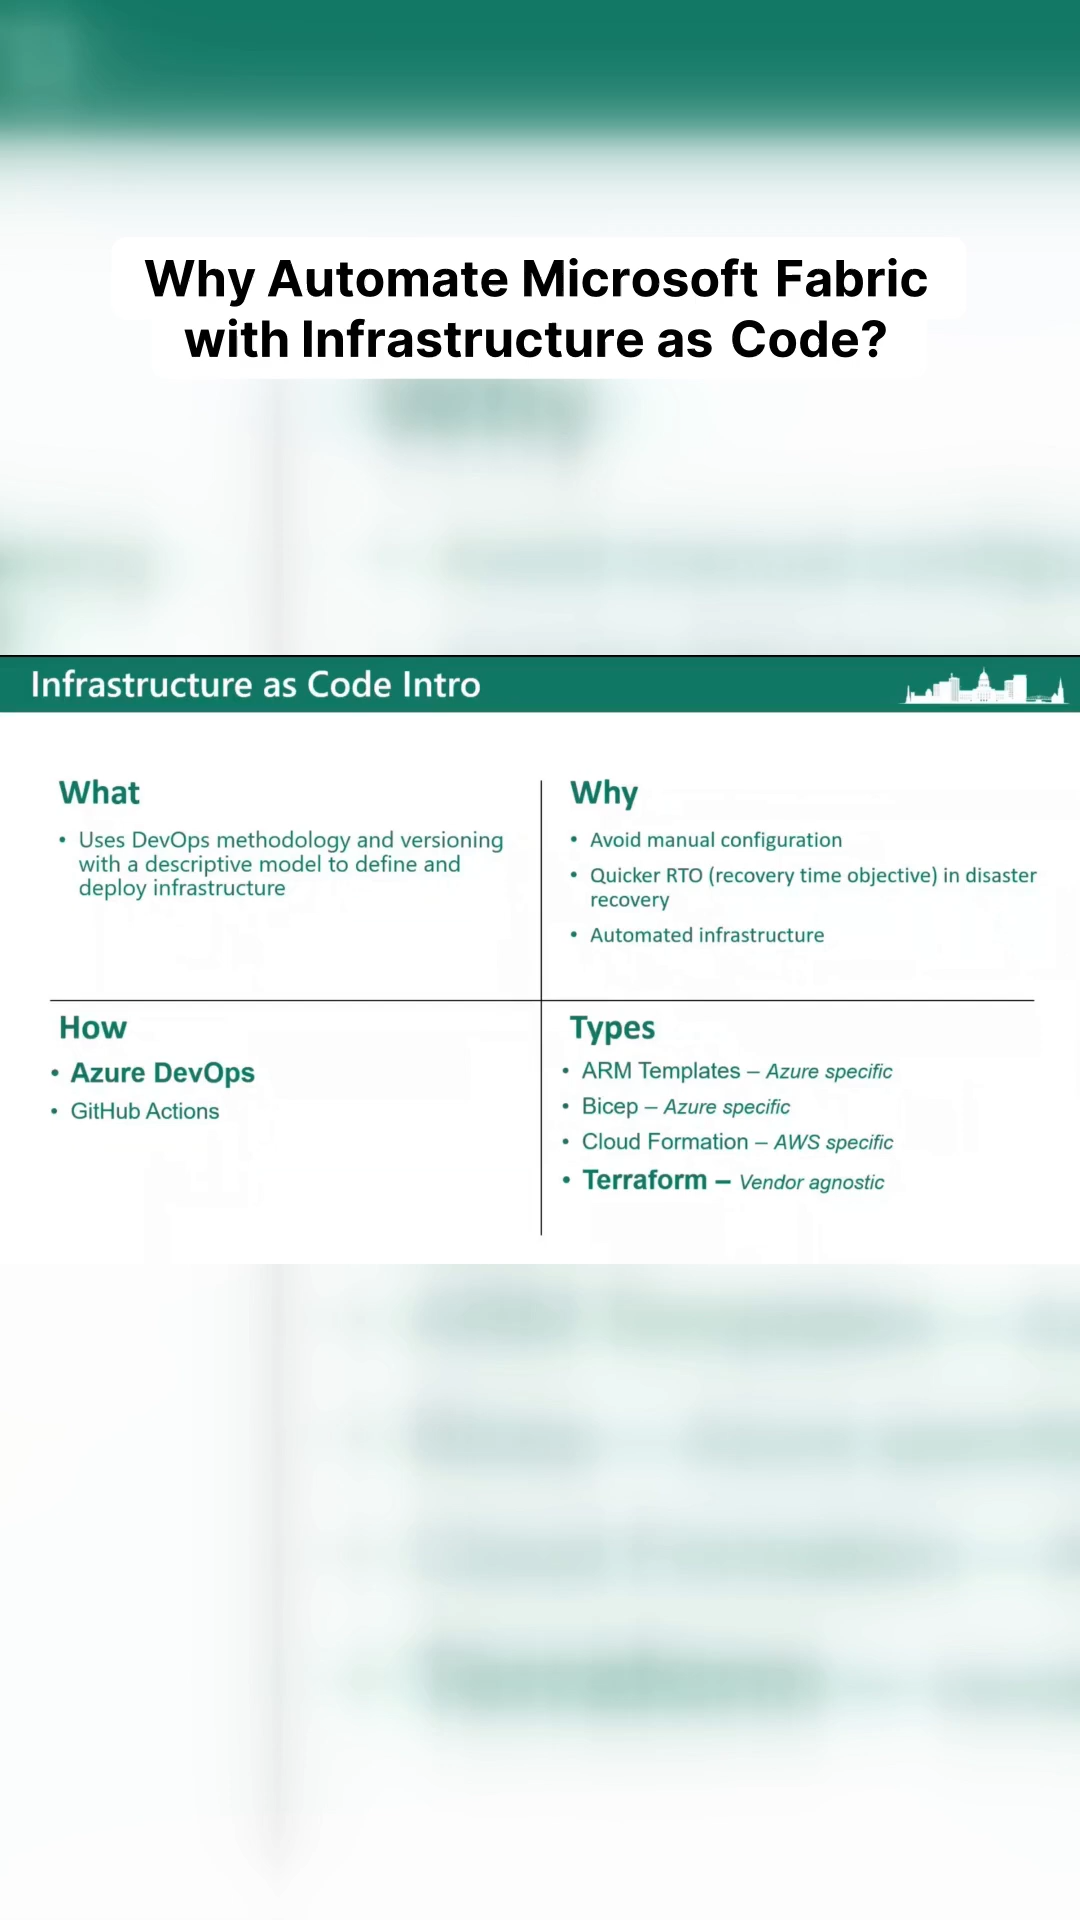 Why Automate Microsoft Fabric
with Infrastructure as Code?
Infrastructure as Code Intro
What
• Uses DevOps methodology and versioning
with a descriptive model to define and
deploy infrastructure
Why
• Avoid manual configuration
• Quicker RTO (recovery time objective) in disaster
recovery
• Automated infrastructure
How
• Azure DevOps
• GitHub Actions
Types
• ARM Templates – Azure specific
• Bicep – Azure specific
• Cloud Formation – AWS specific
• Terraform – Vendor agnostic